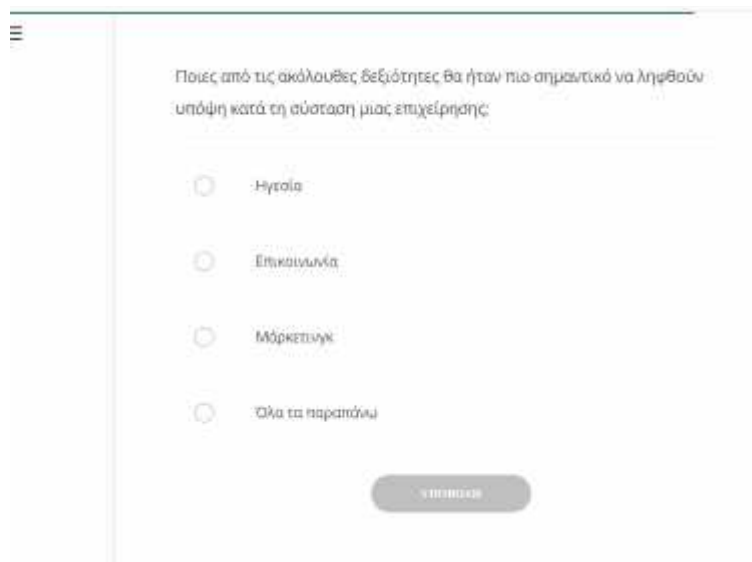 Ποιες από τις ακόλουθες δεξιότητες θα ήταν πιο σημαντικό να ληφθούν
υπόψη κατά τη σύσταση μιας επιχείρησης;
Ηγεσία
Επικοινωνία
Μάρκετινγκ
Όλα τα παραπάνω
ΥΠΟΒΟΛΗ